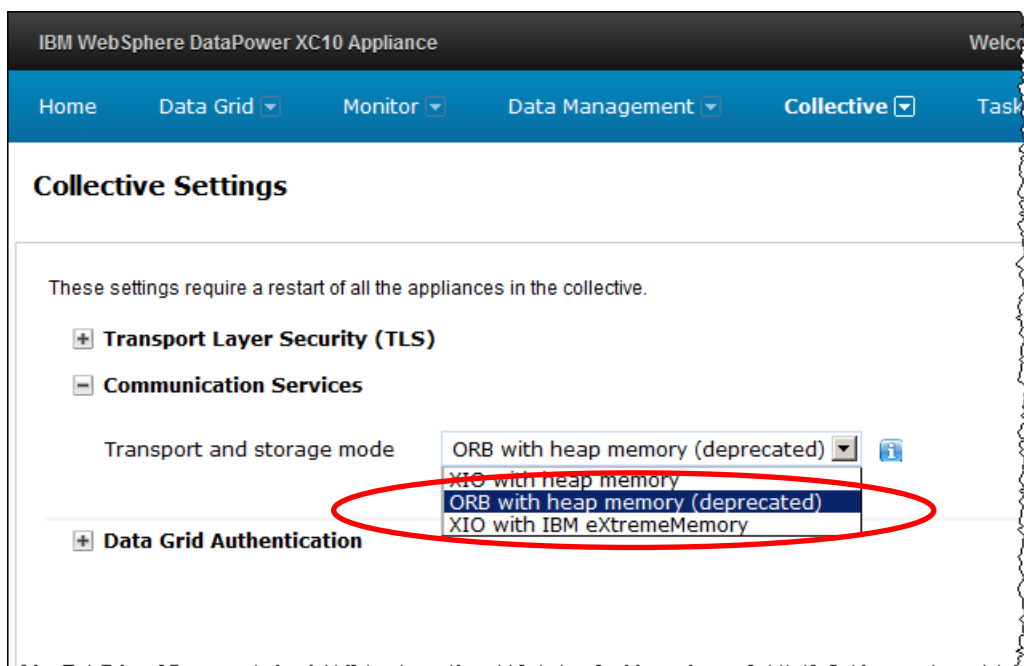 IBM WebSphere DataPower XC10 Appliance
Home Data Grid Monitor Data Management Collective
Collective Settings
These settings require a restart of all the appliances in the collective.
Transport Layer Security (TLS)
Communication Services
Transport and storage mode ORB with heap memory (deprecated)
XIO with heap memory
ORB with heap memory (deprecated)
XIO with IBM eXtremeMemory
Data Grid Authentication